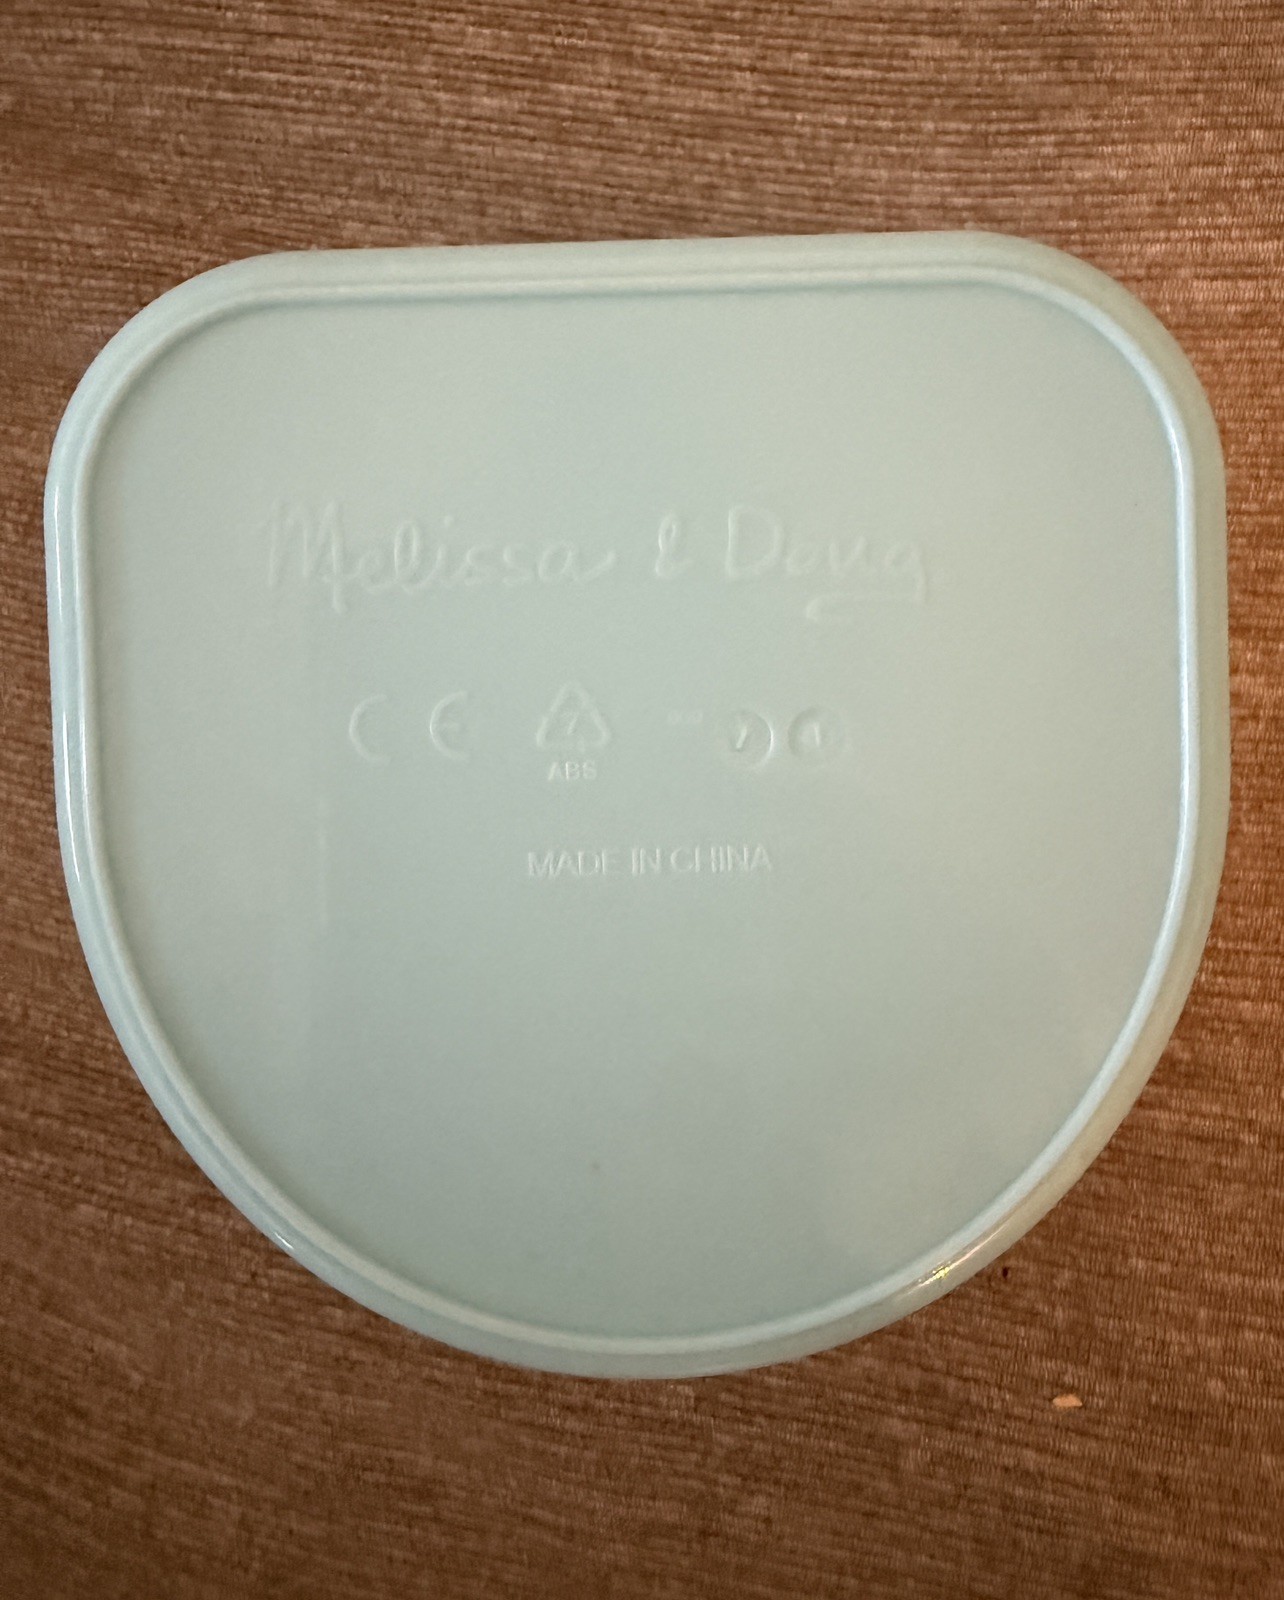 Melissa & Doug
CE 7
ABS
MADE IN CHINA